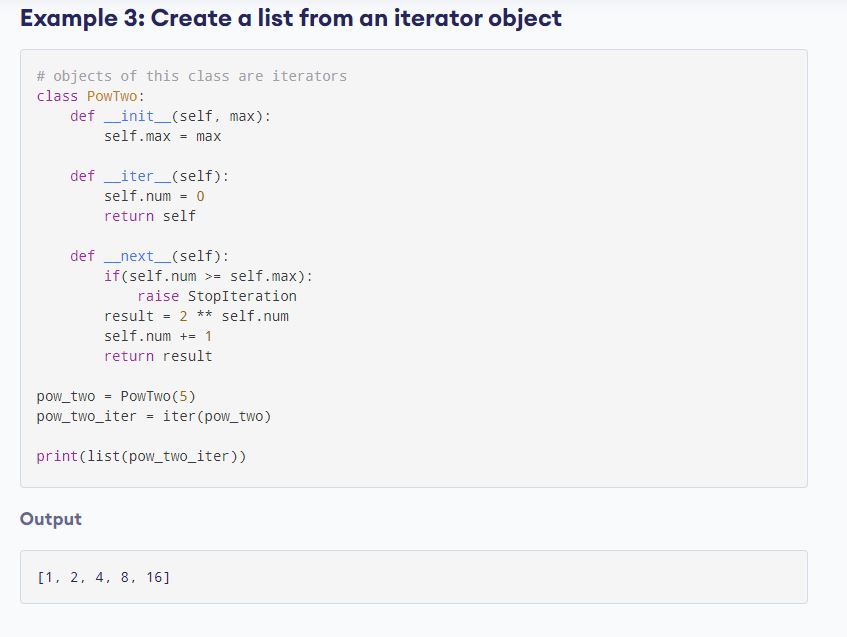 Example 3: Create a list from an iterator object
# objects of this class are iterators
class PowTwo:
    def __init__(self, max):
        self.max = max
    def __iter__(self):
        self.num = 0
        return self
    def __next__(self):
        if(self.num >= self.max):
            raise StopIteration
        result = 2 ** self.num
        self.num += 1
        return result
pow_two = PowTwo(5)
pow_two_iter = iter(pow_two)
print(list(pow_two_iter))
Output
[1, 2, 4, 8, 16]